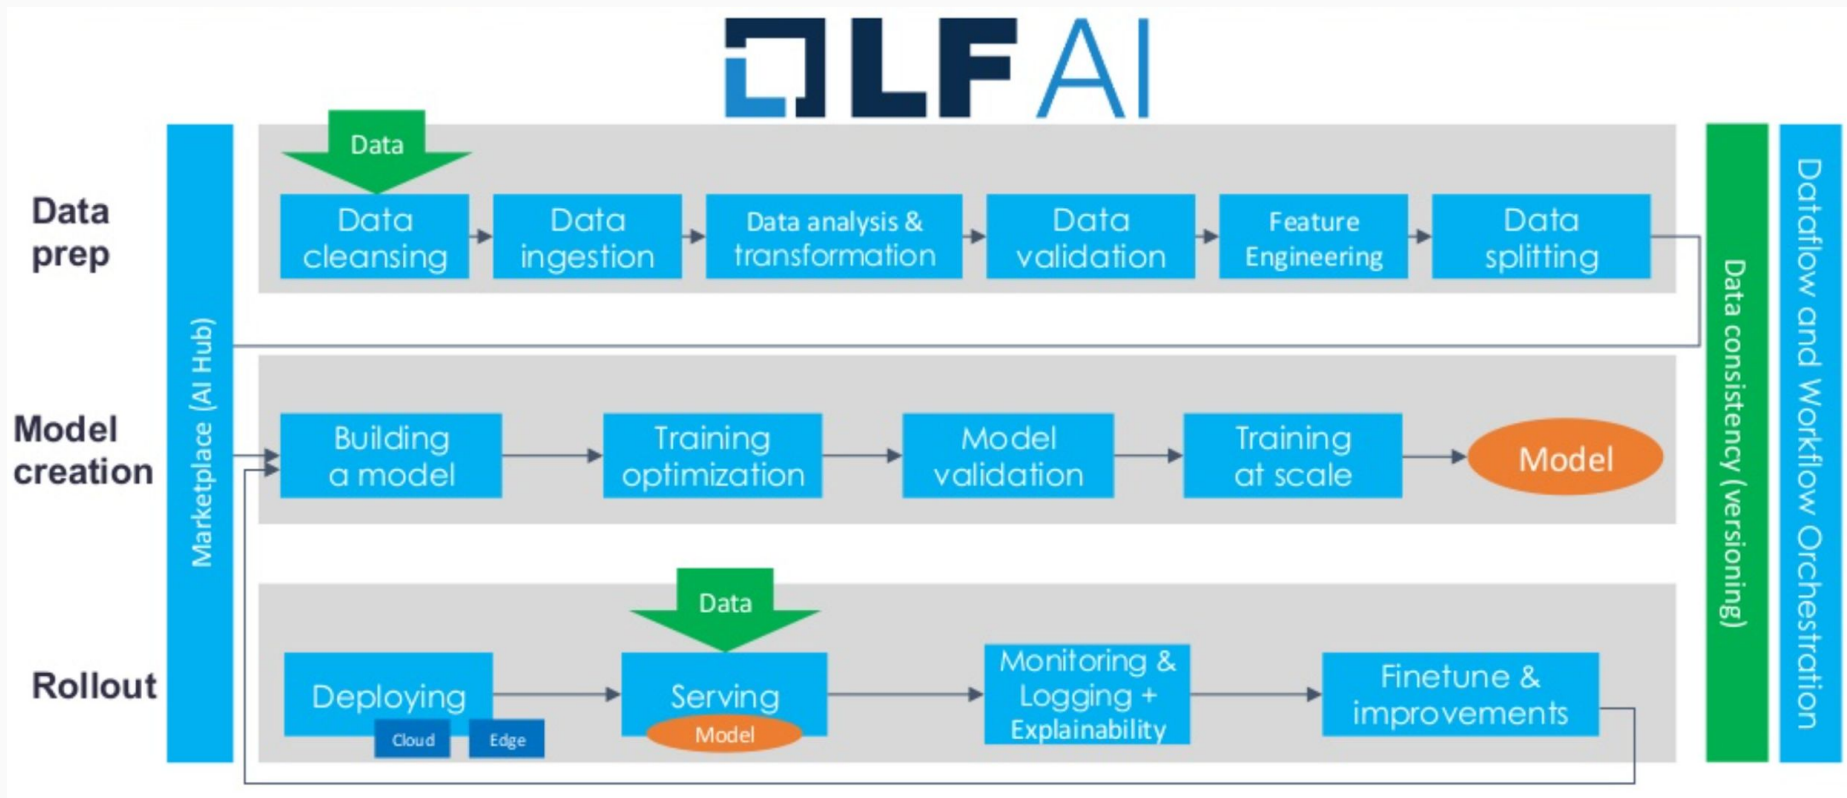 LF AI
Data
Data
prep
Data
cleansing
Data
ingestion
Data analysis &
transformation
Data
validation
Feature
Engineering
Data
splitting
Marketplace (AI Hub)
Data consistency (versioning)
Dataflow and Workflow Orchestration
Model
creation
Building
a model
Training
optimization
Model
validation
Training
at scale
Model
Rollout
Data
Deploying
Cloud
Edge
Serving
Model
Monitoring &
Logging +
Explainability
Finetune &
improvements